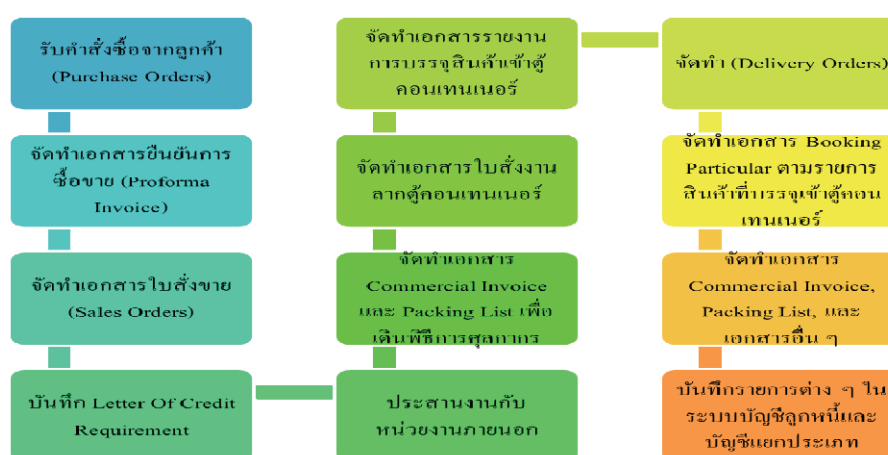 รับคำสั่งซื้อจากลูกค้า
(Purchase Orders)
จัดทำเอกสารยืนยันการ
ซื้อขาย (Proforma
Invoice)
จัดทำเอกสารใบสั่งขาย
(Sales Orders)
บันทึก Letter Of Credit
Requirement
ประสานงานกับ
หน่วยงานภายนอก
จัดทำเอกสาร
Commercial Invoice
และ Packing List เพื่อ
เดินพิธีการศุลกากร
จัดทำเอกสารใบสั่งงาน
ลากตู้คอนเทนเนอร์
จัดทำเอกสารรายงาน
การบรรจุสินค้าเข้าตู้
คอนเทนเนอร์
จัดทำ (Delivery Orders)
จัดทำเอกสาร Booking
Particular ตามรายการ
สินค้าที่บรรจุเข้าตู้คอน
เทนเนอร์
จัดทำเอกสาร
Commercial Invoice,
Packing List, และ
เอกสารอื่น ๆ
บันทึกรายการต่าง ๆ ใน
ระบบบัญชีลูกหนี้และ
บัญชีแยกประเภท